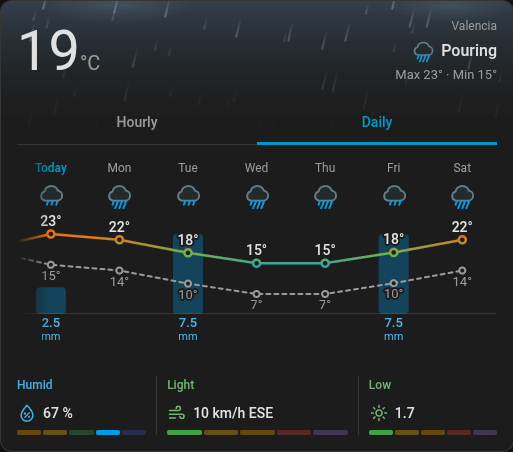 Valencia
19°C
Pouring
Max 23° · Min 15°
Hourly Daily
Today Mon Tue Wed Thu Fri Sat
23° 22° 18° 15° 15° 18° 22°
15° 14° 10° 7° 7° 10° 14°
2.5 7.5 7.5
mm mm mm
Humid Light Low
67 % 10 km/h ESE 1.7